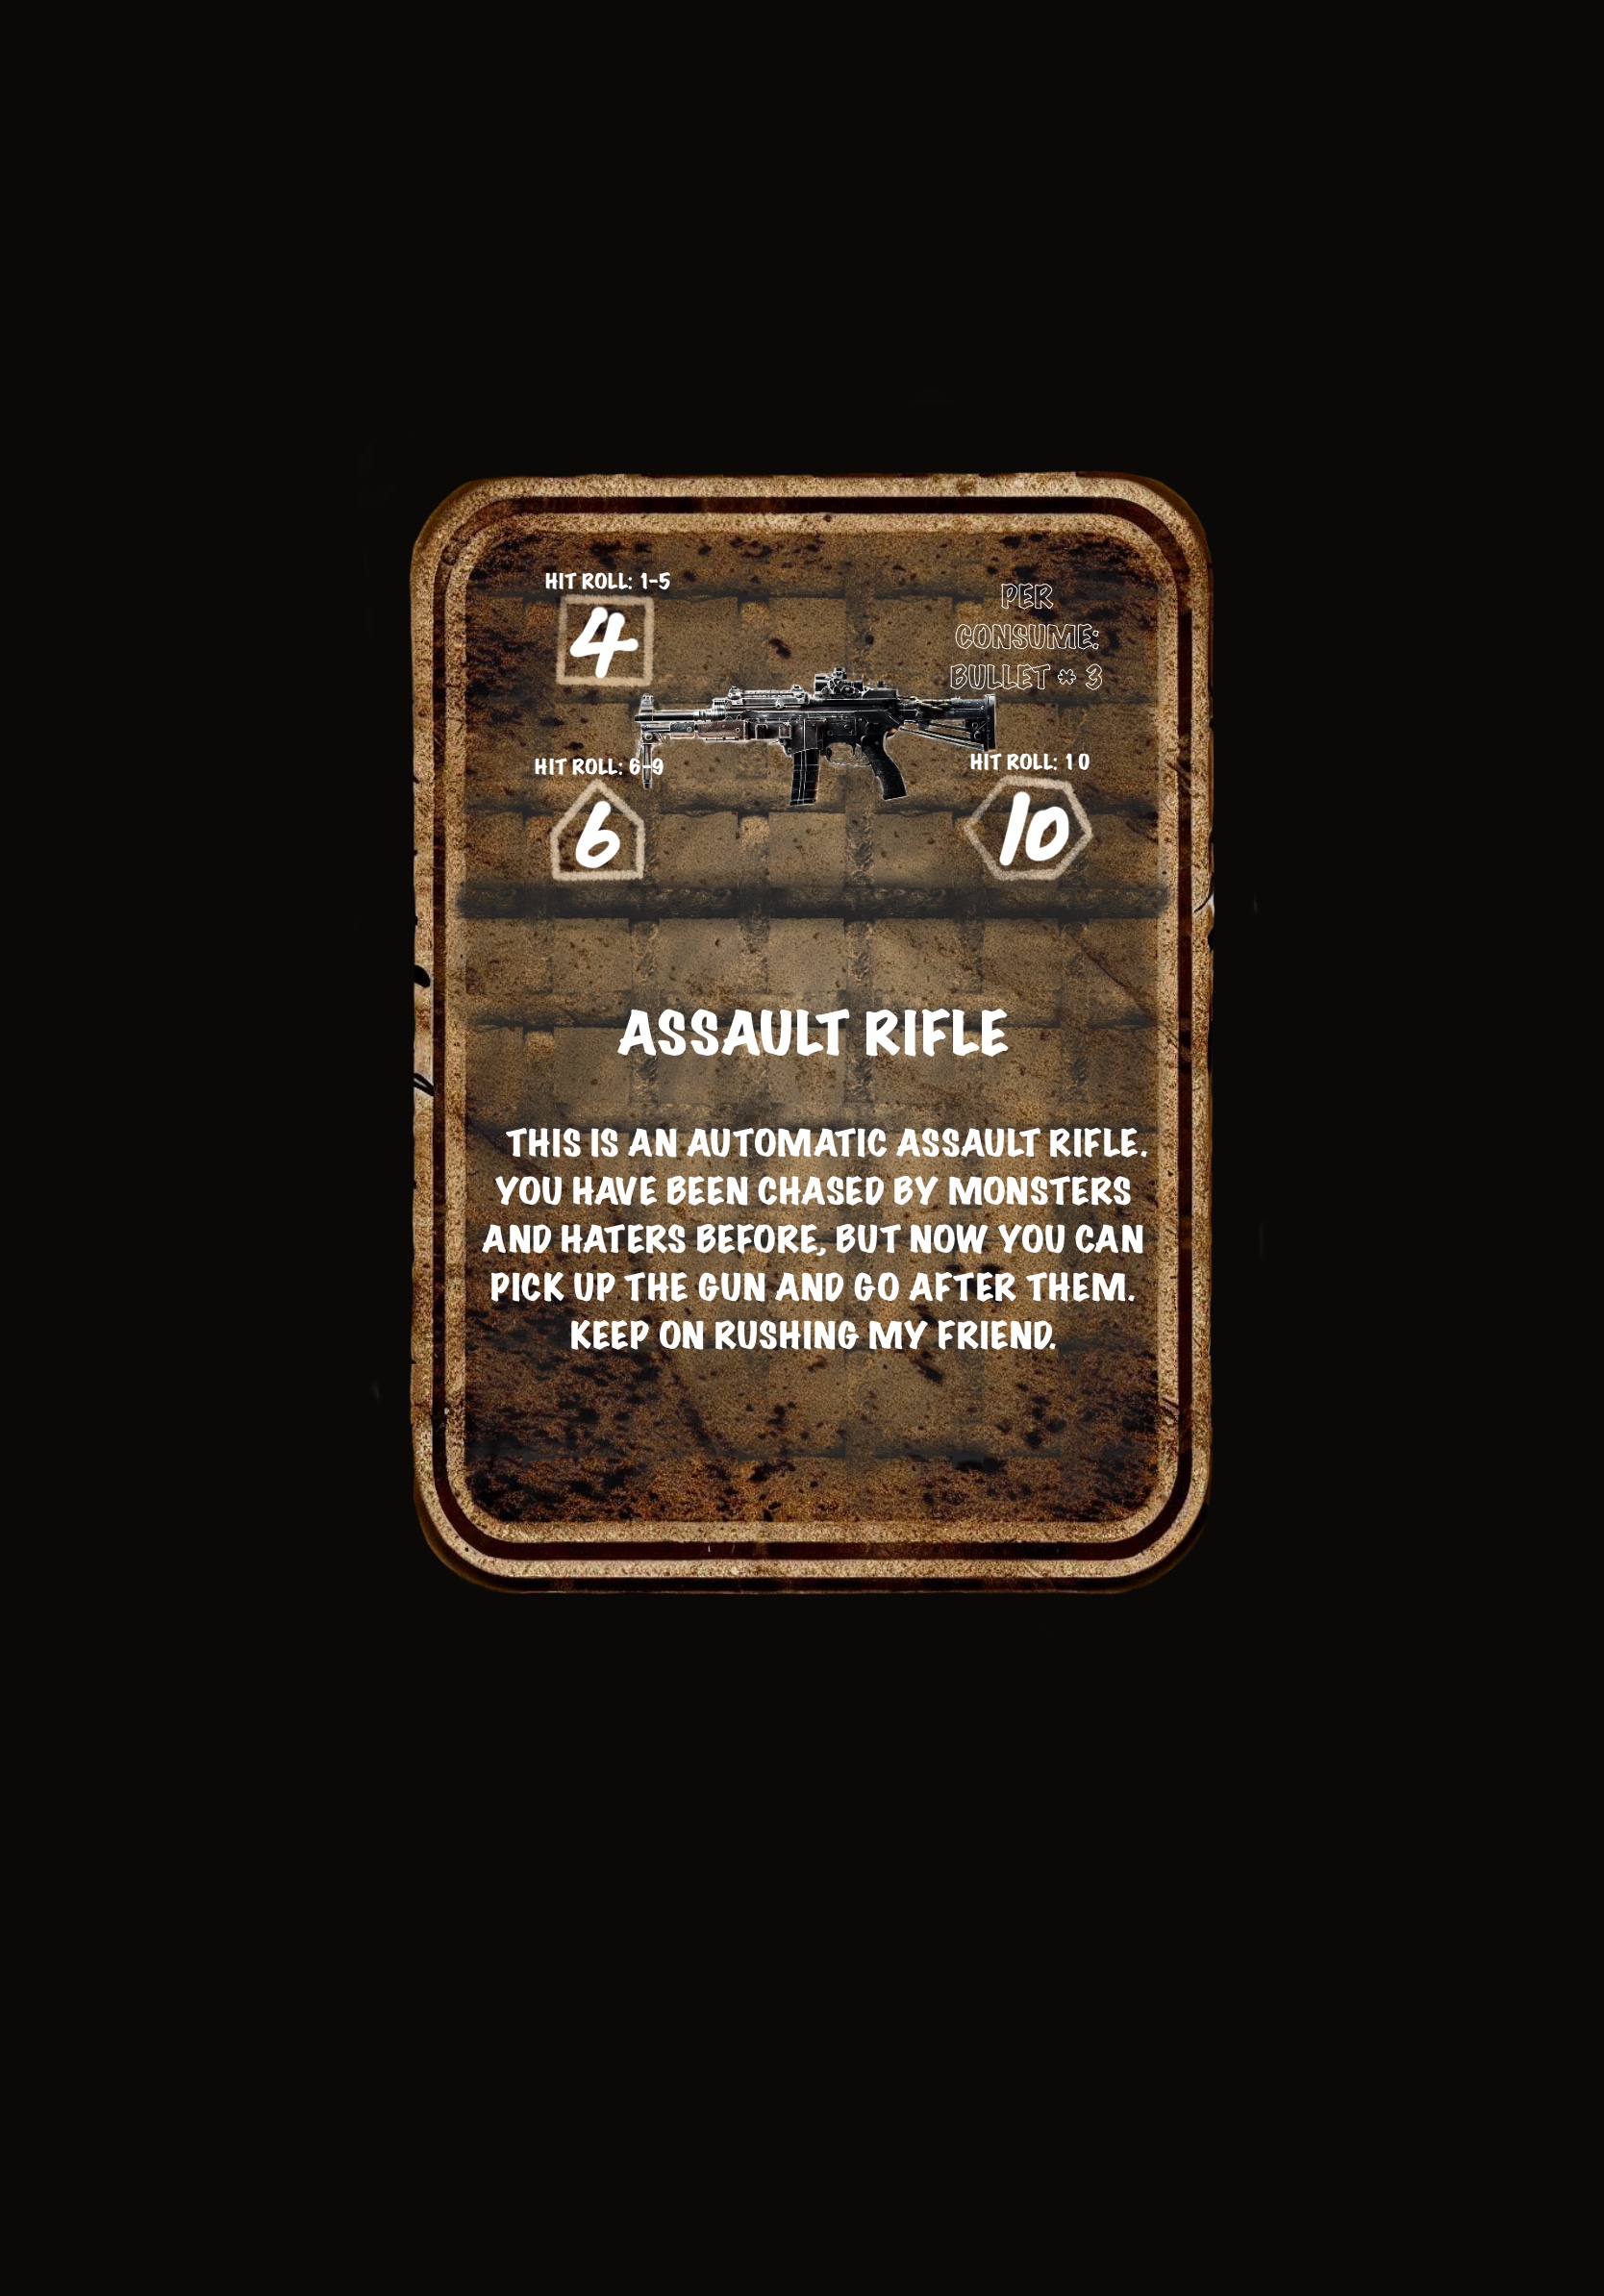 HIT ROLL: 1-5
4
PER
CONSUME:
BULLET * 3
HIT ROLL: 6-9
6
HIT ROLL: 10
10
ASSAULT RIFLE
THIS IS AN AUTOMATIC ASSAULT RIFLE.
YOU HAVE BEEN CHASED BY MONSTERS
AND HATERS BEFORE, BUT NOW YOU CAN
PICK UP THE GUN AND GO AFTER THEM.
KEEP ON RUSHING MY FRIEND.